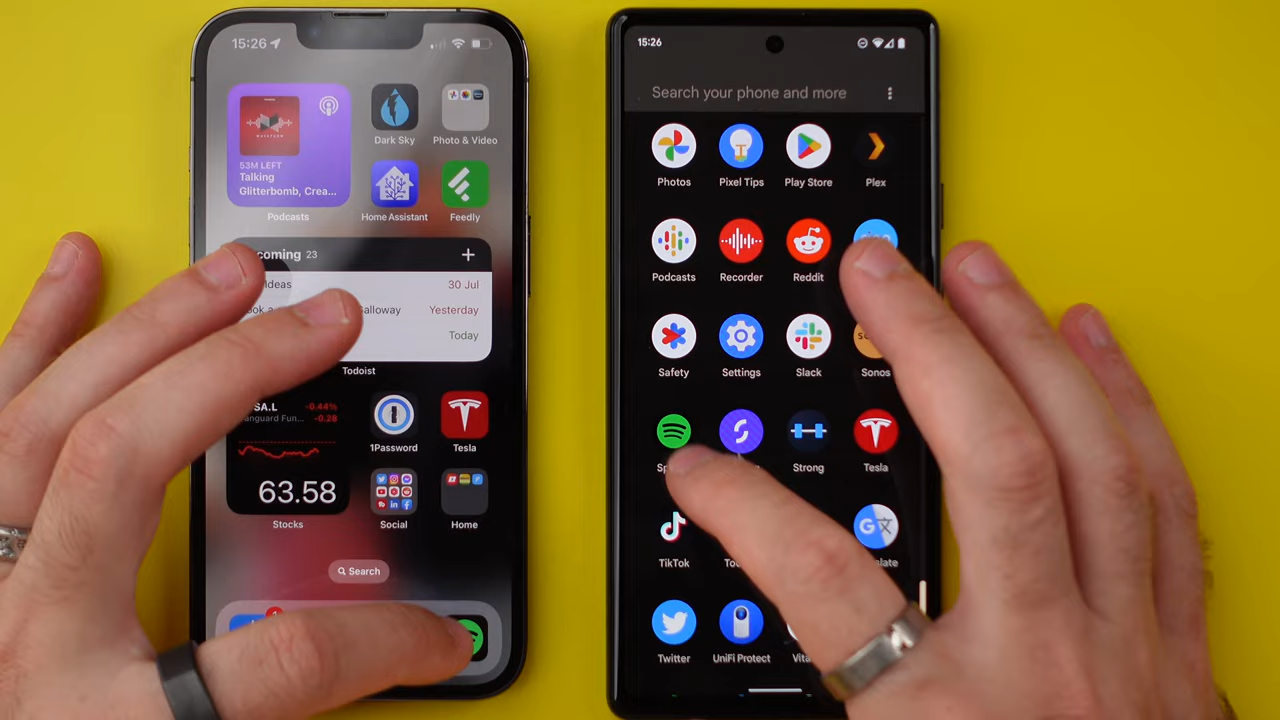 15:26
53M LEFT
Talking
Glitterbomb, Crea...
Podcasts
Dark Sky
Photo & Video
Home Assistant
Feedly
coming 23
Ideas
30 Jul
ook a
alloway
Yesterday
Today
Todoist
SA.L
-0.44%
anguard Fun...
-0.28
63.58
Stocks
1Password
Tesla
Social
Home
Search
15:26
Search your phone and more
Photos
Pixel Tips
Play Store
Plex
Podcasts
Recorder
Reddit
Safety
Settings
Slack
Sonos
Strong
Tesla
TikTok
Twitter
UniFi Protect